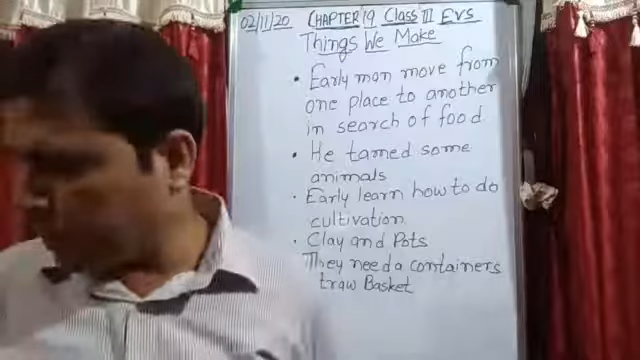 02/11/20 CHAPTER 19 Class III EVS
Things We Make
• Early man move from
one place to another
in search of food
• He tamed some
animals
• Early learn how to do
cultivation
• Clay and Pots
They need a containers
traw Basket